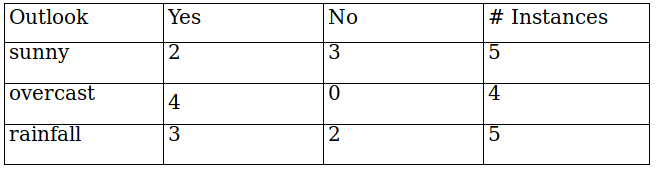 Outlook Yes No # Instances
sunny 2 3 5
overcast 4 0 4
rainfall 3 2 5